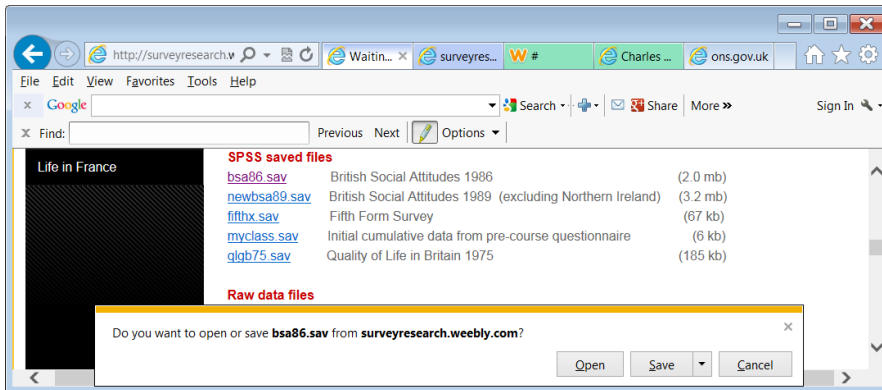 http://surveyresearch.w
Waitin...
surveyres...
W #
Charles ...
ons.gov.uk
File Edit View Favorites Tools Help
x Google Search Share More » Sign In
x Find: Previous Next Options
Life in France
SPSS saved files
bsa86.sav British Social Attitudes 1986 (2.0 mb)
newbsa89.sav British Social Attitudes 1989 (excluding Northern Ireland) (3.2 mb)
fifthx.sav Fifth Form Survey (67 kb)
myclass.sav Initial cumulative data from pre-course questionnaire (6 kb)
qlgb75.sav Quality of Life in Britain 1975 (185 kb)
Raw data files
Do you want to open or save bsa86.sav from surveyresearch.weebly.com?
Open Save Cancel